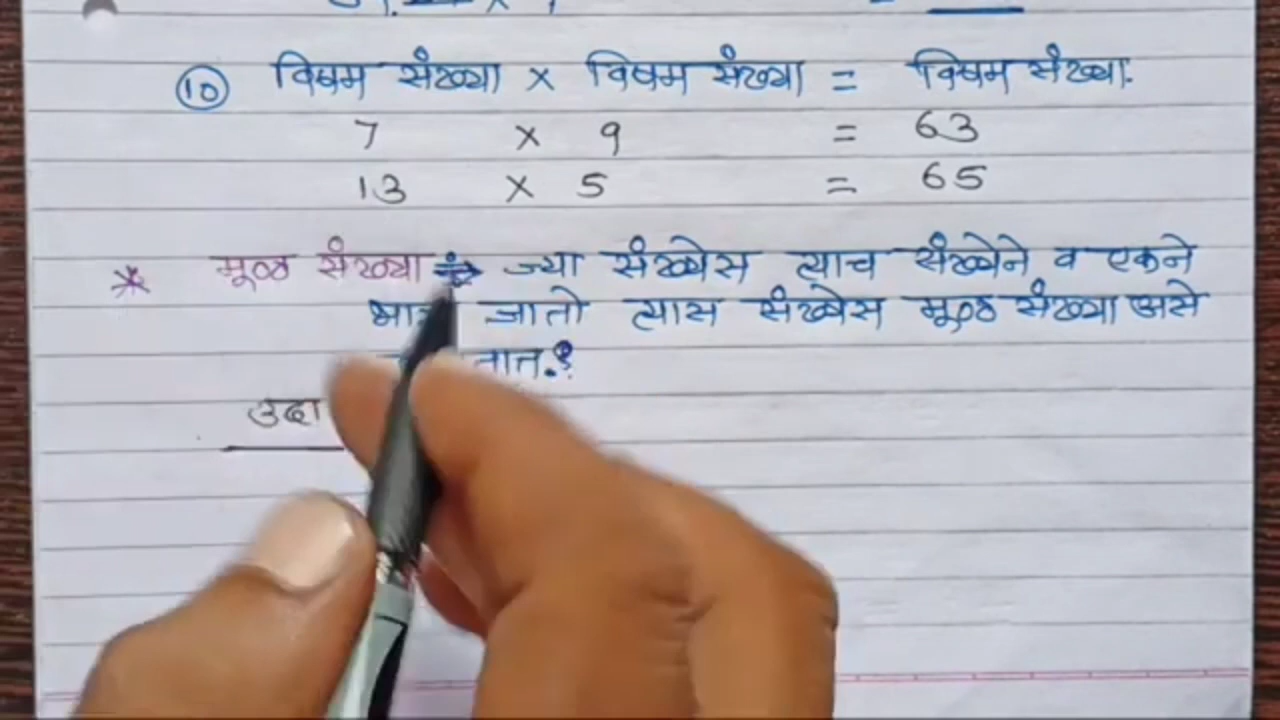 ⑩ विषम संख्या × विषम संख्या = विषम संख्या.
7 × 9 = 63
13 × 5 = 65
* मूळ संख्या ⇒ ज्या संख्येस त्याच संख्येने व एकने
जातो त्यास संख्येस मूळ संख्या असे
उदा